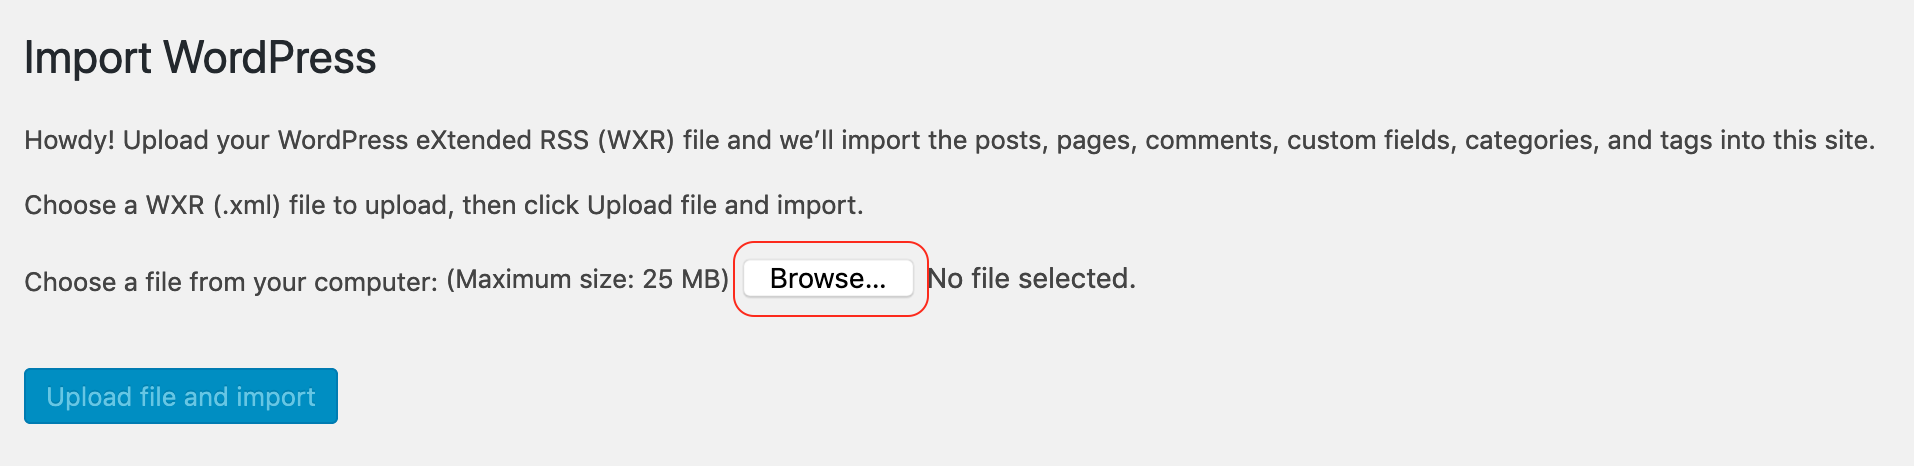 Import WordPress
Howdy! Upload your WordPress eXtended RSS (WXR) file and we’ll import the posts, pages, comments, custom fields, categories, and tags into this site.
Choose a WXR (.xml) file to upload, then click Upload file and import.
Choose a file from your computer: (Maximum size: 25 MB) Browse... No file selected.
Upload file and import